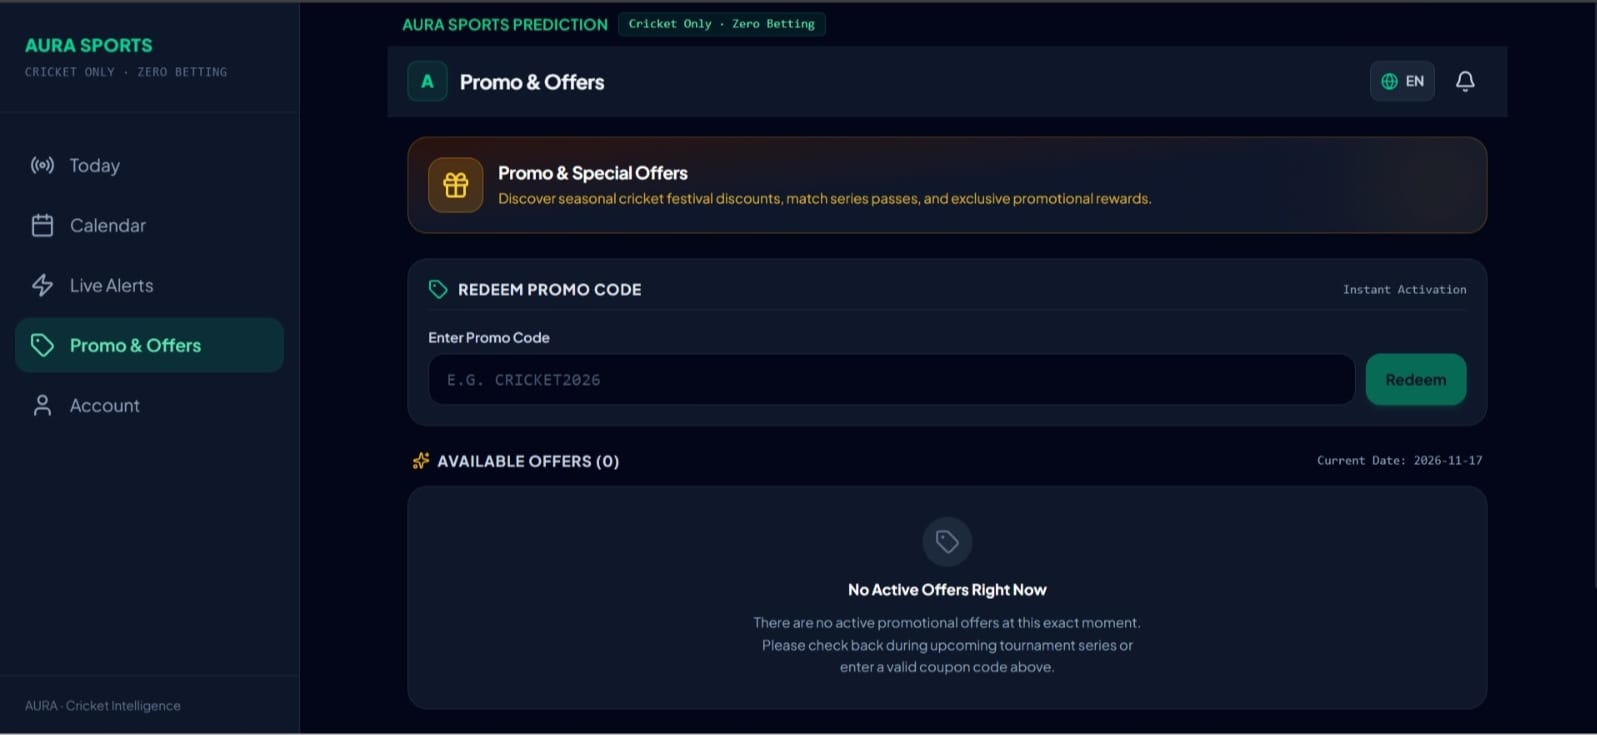 AURA SPORTS
CRICKET ONLY · ZERO BETTING
Today
Calendar
Live Alerts
Promo & Offers
Account
AURA · Cricket Intelligence
AURA SPORTS PREDICTION
Cricket Only · Zero Betting
A
Promo & Offers
EN
Promo & Special Offers
Discover seasonal cricket festival discounts, match series passes, and exclusive promotional rewards.
REDEEM PROMO CODE
Instant Activation
Enter Promo Code
E.G. CRICKET2026
Redeem
AVAILABLE OFFERS (0)
Current Date: 2026-11-17
No Active Offers Right Now
There are no active promotional offers at this exact moment.
Please check back during upcoming tournament series or
enter a valid coupon code above.